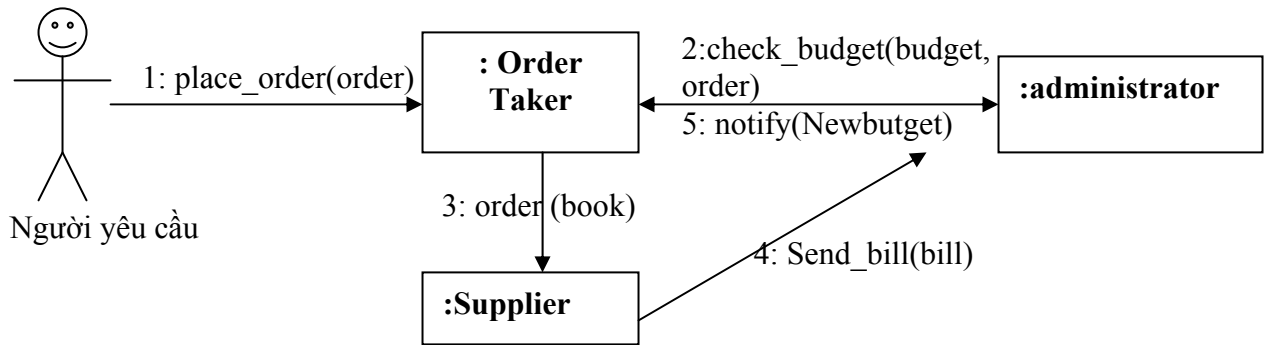 1: place_order(order)
: Order
Taker
2:check_budget(budget,
order)
5: notify(Newbutget)
:administrator
Người yêu cầu
3: order (book)
4: Send_bill(bill)
:Supplier